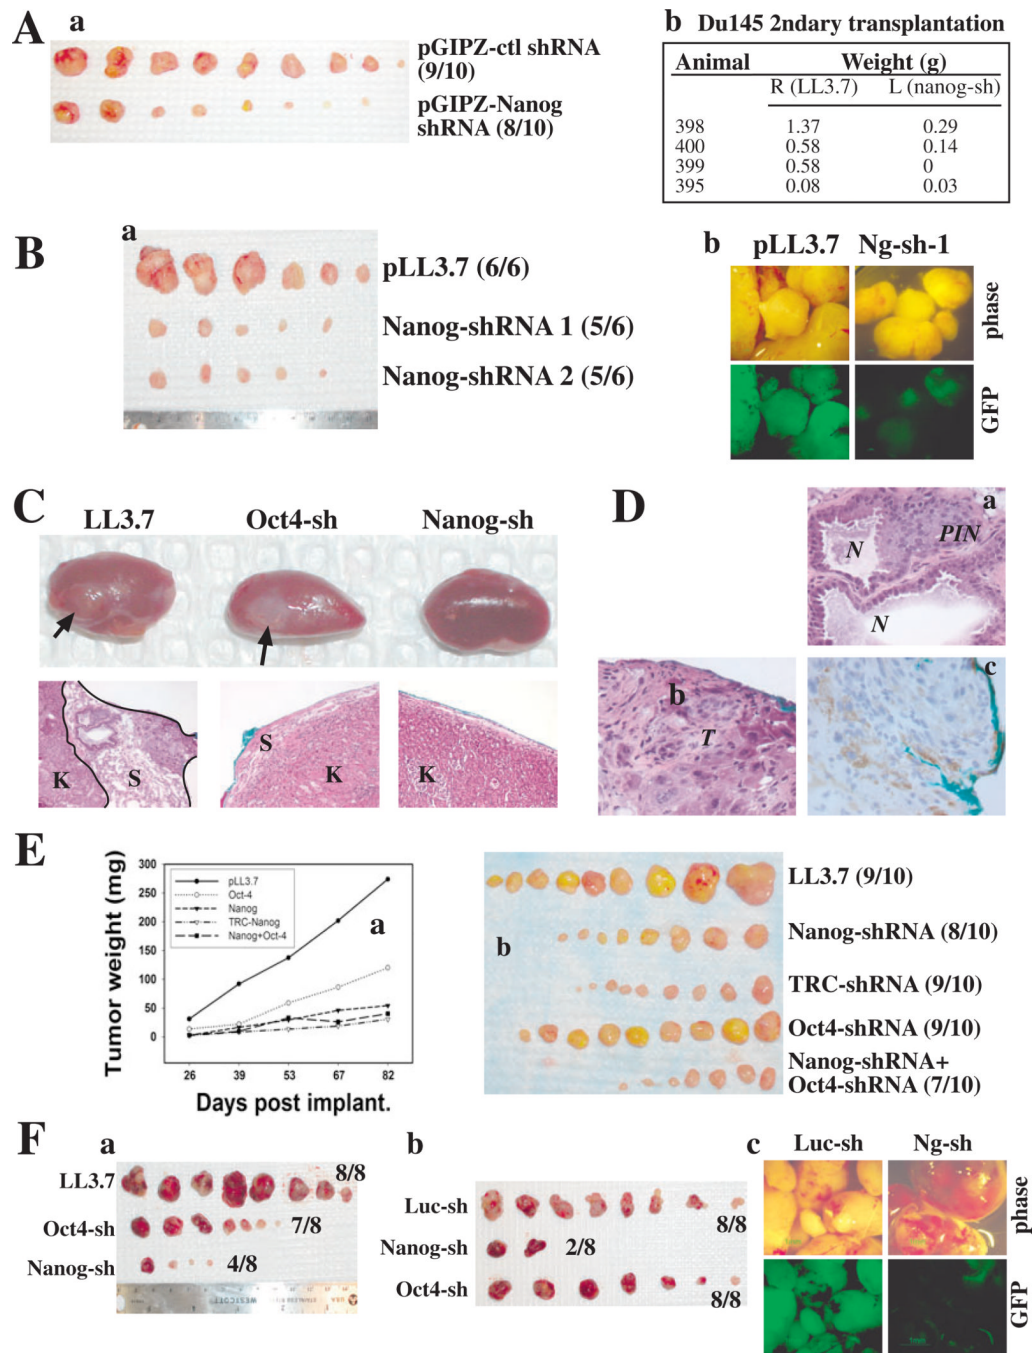 A
a
pGIPZ-ctl shRNA
(9/10)
pGIPZ-Nanog
shRNA (8/10)
b Du145 2ndary transplantation
Animal Weight (g)
R (LL3.7) L (nanog-sh)
398 1.37 0.29
400 0.58 0.14
399 0.58 0
395 0.08 0.03
B
a
pLL3.7 (6/6)
Nanog-shRNA 1 (5/6)
Nanog-shRNA 2 (5/6)
b
pLL3.7 Ng-sh-1
phase
GFP
C
LL3.7 Oct4-sh Nanog-sh
K S
S K
K
D
a
PIN
N
N
b
T
c
E
a
Tumor weight (mg)
300
250
200
150
100
50
0
pLL3.7
Oct-4
Nanog
TRC-Nanog
Nanog+Oct-4
26 39 53 67 82
Days post implant.
b
LL3.7 (9/10)
Nanog-shRNA (8/10)
TRC-shRNA (9/10)
Oct4-shRNA (9/10)
Nanog-shRNA+
Oct4-shRNA (7/10)
F
a
LL3.7 8/8
Oct4-sh 7/8
Nanog-sh 4/8
WESTCOTT
USA
b
Luc-sh 8/8
Nanog-sh 2/8
Oct4-sh 8/8
c
Luc-sh Ng-sh
phase
GFP